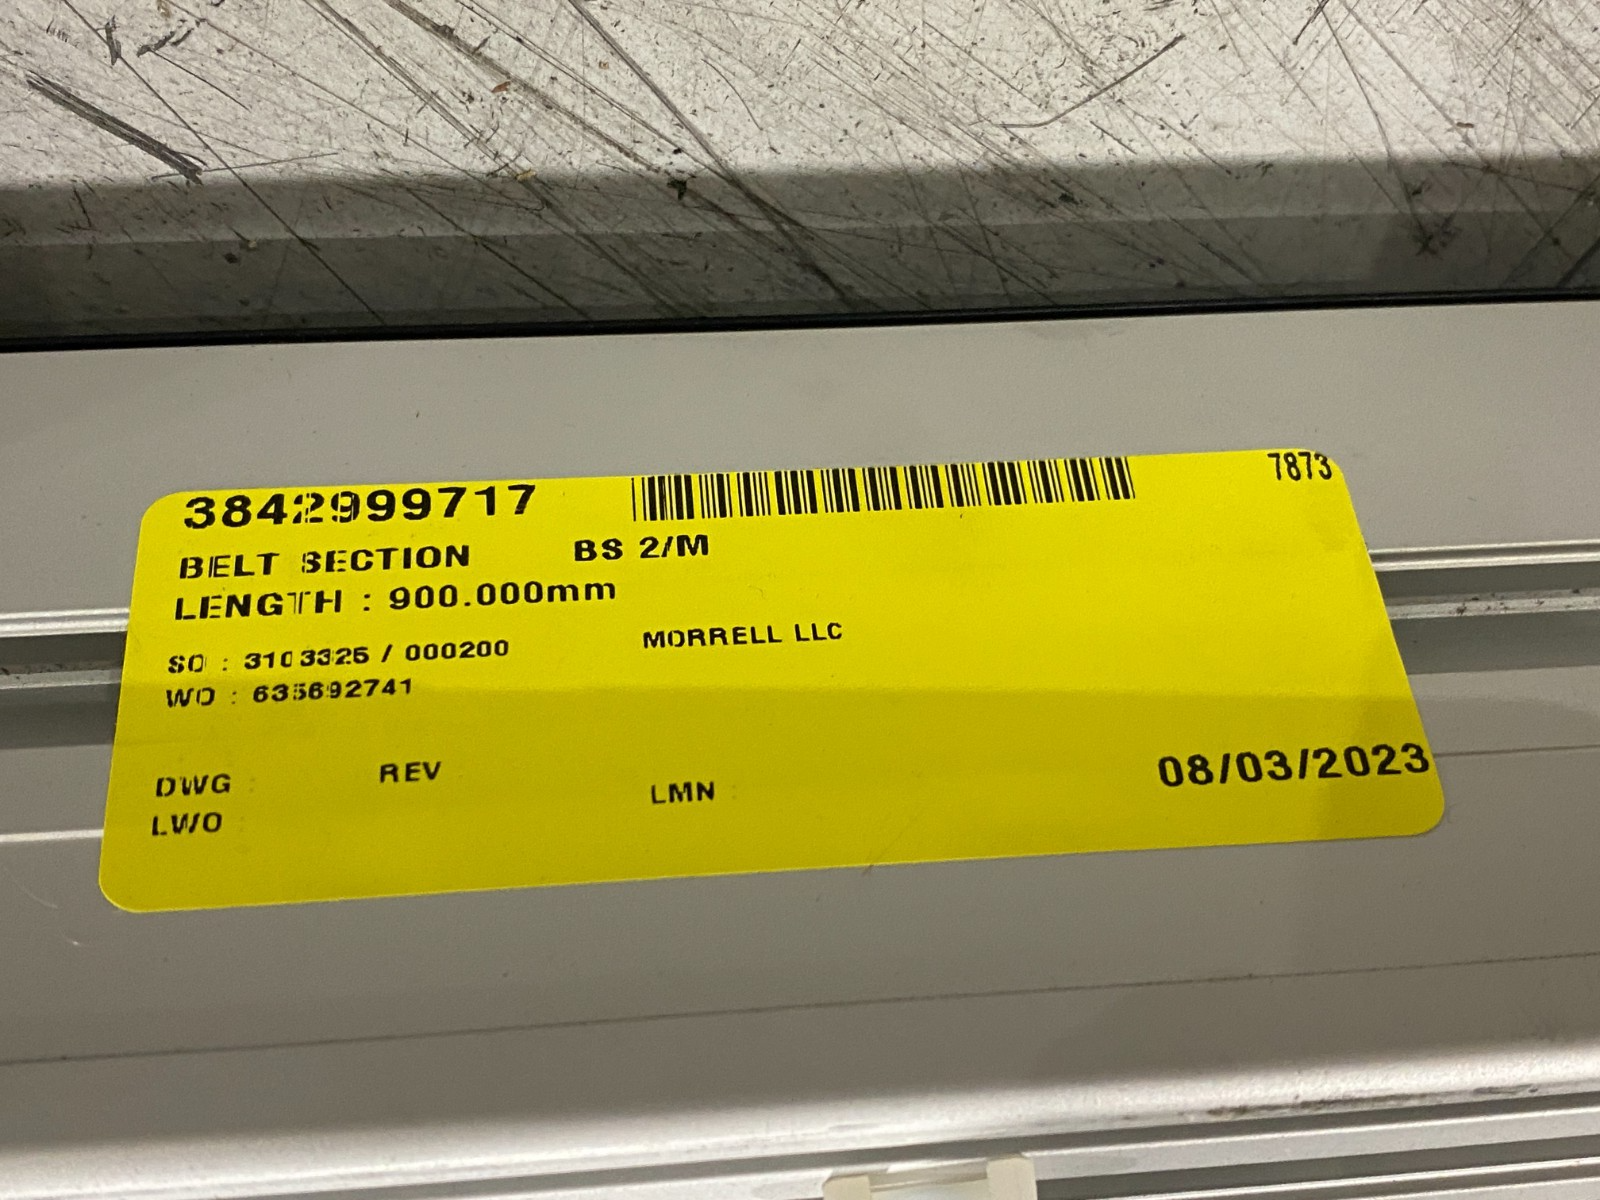 3842999717 7873
BELT SECTION BS 2/M
LENGTH : 900.000mm
SO : 3103325 / 000200 MORRELL LLC
WO : 635692741
DWG : REV
LMN :
LWO
08/03/2023